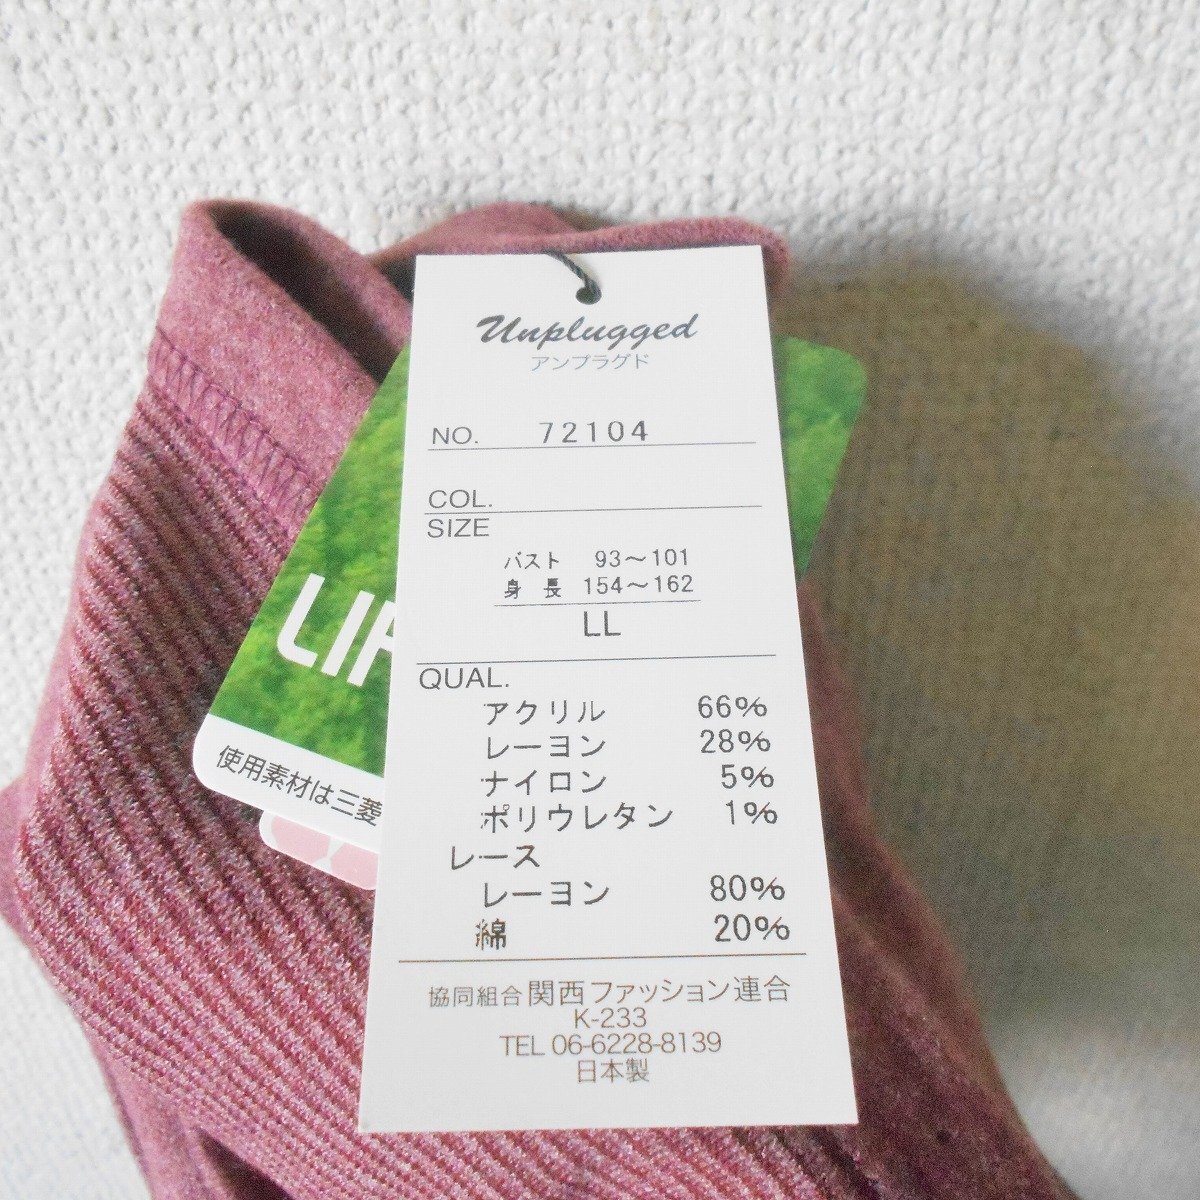 Unplugged
アンプラグド
NO. 72104
COL.
SIZE
バスト 93～101
身長 154～162
LL
QUAL.
アクリル 66%
レーヨン 28%
ナイロン 5%
ポリウレタン 1%
レース
レーヨン 80%
綿 20%
協同組合 関西ファッション連合
K-233
TEL 06-6228-8139
日本製
LIF
使用素材は三菱